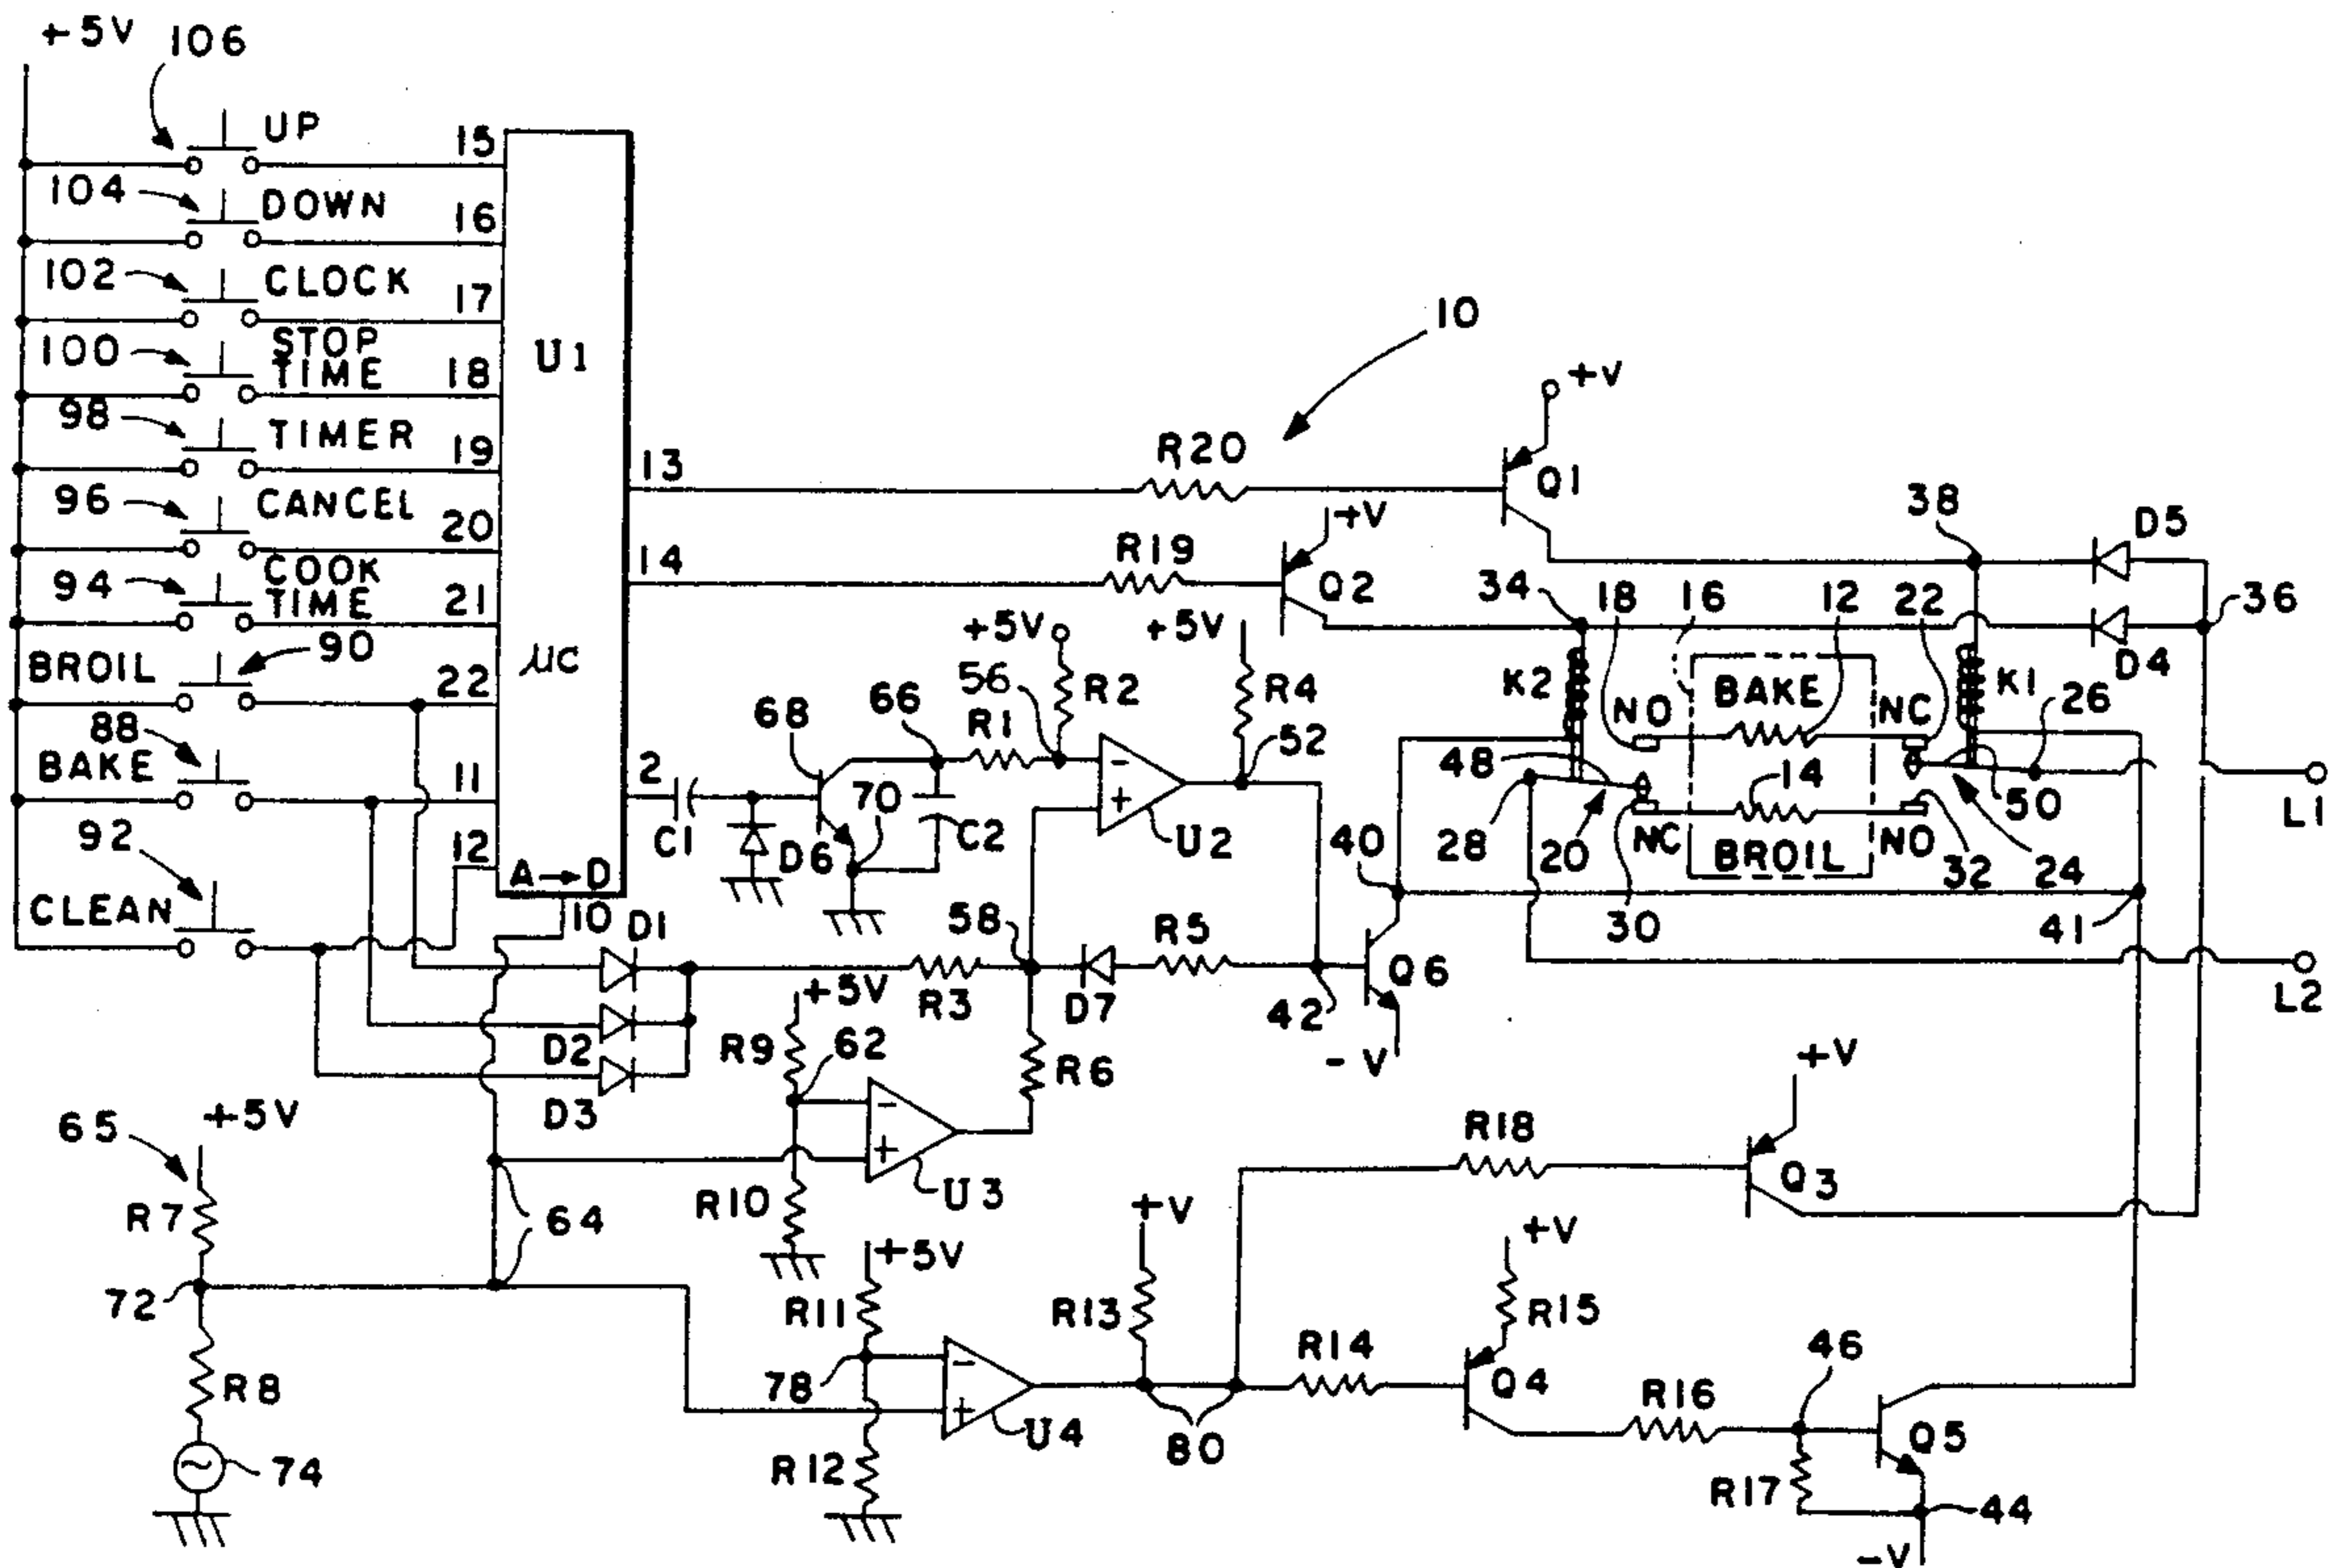 +5V
106
UP
15
104
DOWN
16
102
CLOCK
17
100
STOP
TIME
18
98
TIMER
19
96
CANCEL
20
94
COOK
TIME
21
BROIL
90
22
88
BAKE
11
92
12
CLEAN
U1
μc
A→D
10
13
14
2
10
R20
+V
Q1
R19
+V
Q2
38
D5
34
18
16
12
22
36
D4
68
66
56
+5V
R2
R1
+5V
R4
52
K2
NO
BAKE
NC
K1
26
48
14
50
L1
C1
D6
70
C2
-
+
U2
40
28
20
NC
BROIL
NO
32
24
30
41
D1
58
R5
R3
D7
42
Q6
-V
L2
D2
D3
+5V
R9
62
-
+
U3
R6
R10
65
+5V
R7
64
72
R8
74
+5V
R11
78
-
+
U4
R12
+V
R13
80
R18
+V
Q3
+V
R15
R14
Q4
R16
46
Q5
R17
44
-V